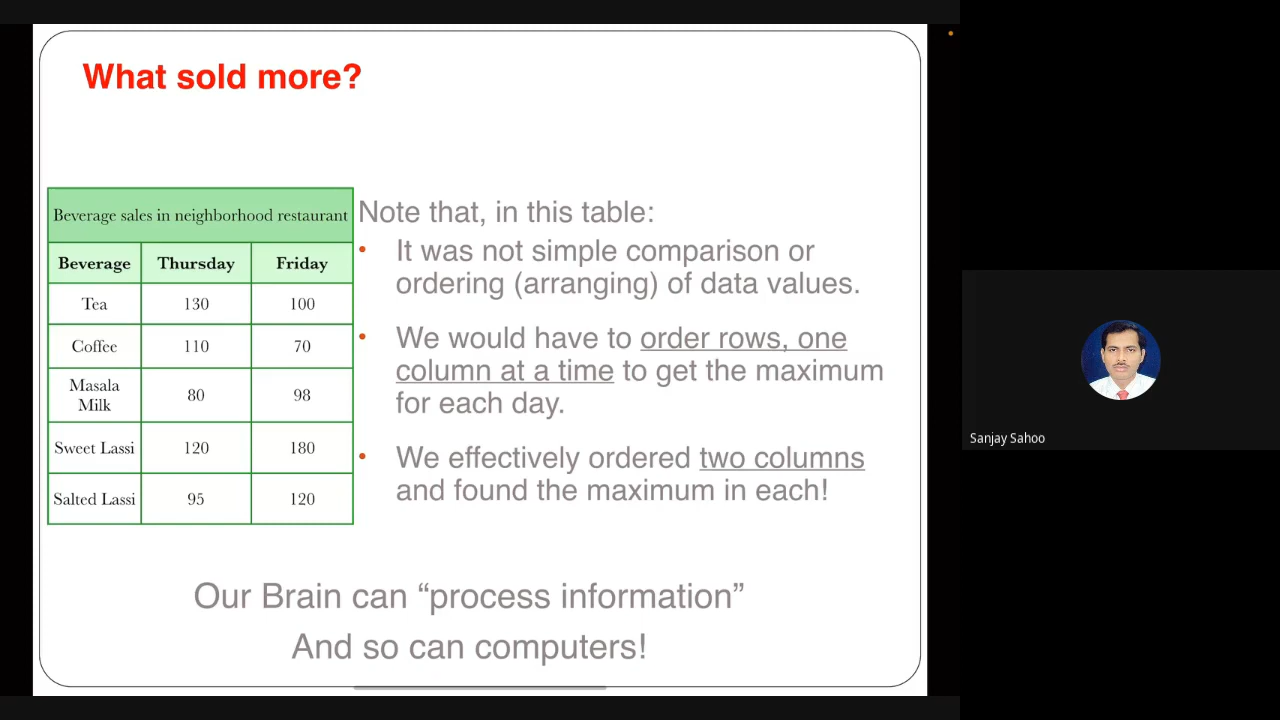 What sold more?
Beverage sales in neighborhood restaurant
Beverage Thursday Friday
Tea 130 100
Coffee 110 70
Masala
Milk 80 98
Sweet Lassi 120 180
Salted Lassi 95 120
Note that, in this table:
• It was not simple comparison or
ordering (arranging) of data values.
• We would have to order rows, one
column at a time to get the maximum
for each day.
• We effectively ordered two columns
and found the maximum in each!
Our Brain can “process information”
And so can computers!
Sanjay Sahoo